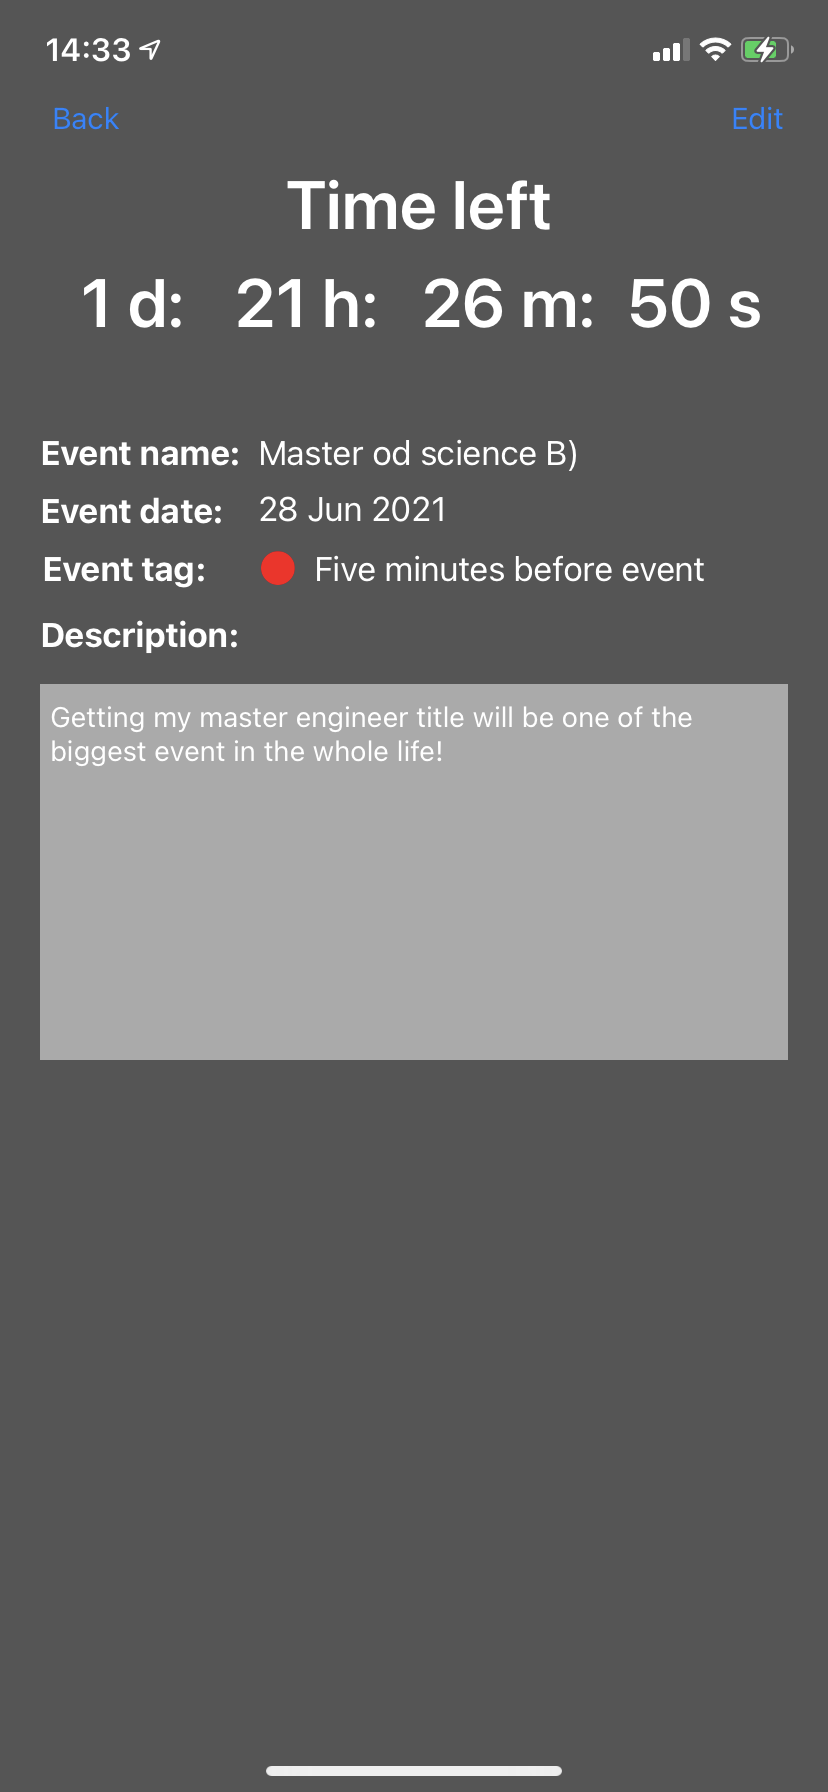 14:33
Back Edit
Time left
1 d: 21 h: 26 m: 50 s
Event name: Master od science B)
Event date: 28 Jun 2021
Event tag: Five minutes before event
Description:
Getting my master engineer title will be one of the
biggest event in the whole life!